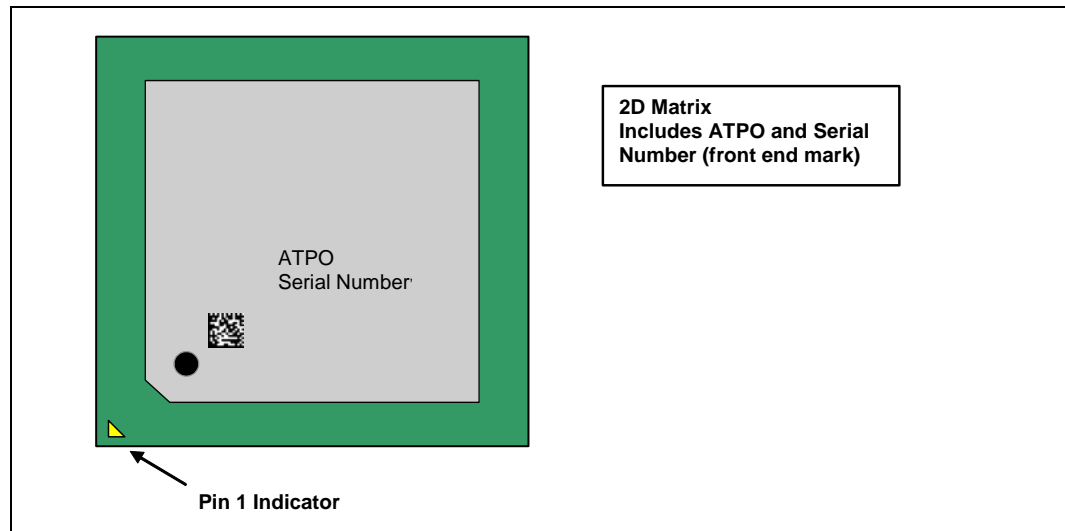 2D Matrix
Includes ATPO and Serial
Number (front end mark)
ATPO
Serial Number
Pin 1 Indicator